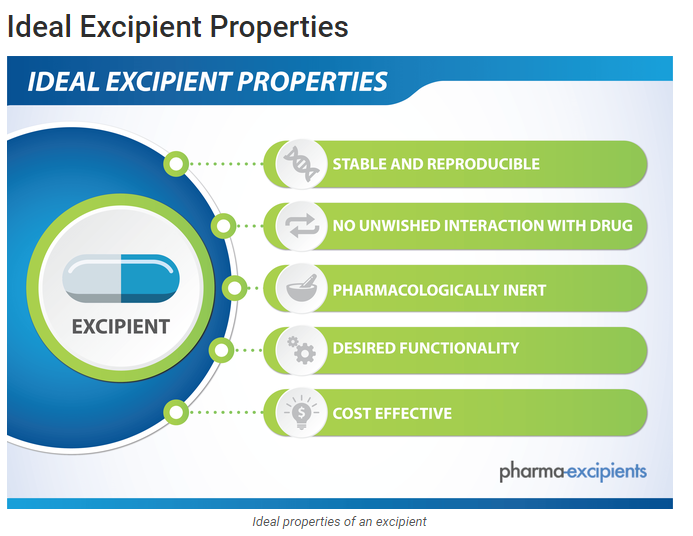 Ideal Excipient Properties
IDEAL EXCIPIENT PROPERTIES
STABLE AND REPRODUCIBLE
NO UNWISHED INTERACTION WITH DRUG
PHARMACOLOGICALLY INERT
DESIRED FUNCTIONALITY
COST EFFECTIVE
EXCIPIENT
$
pharma-excipients
Ideal properties of an excipient